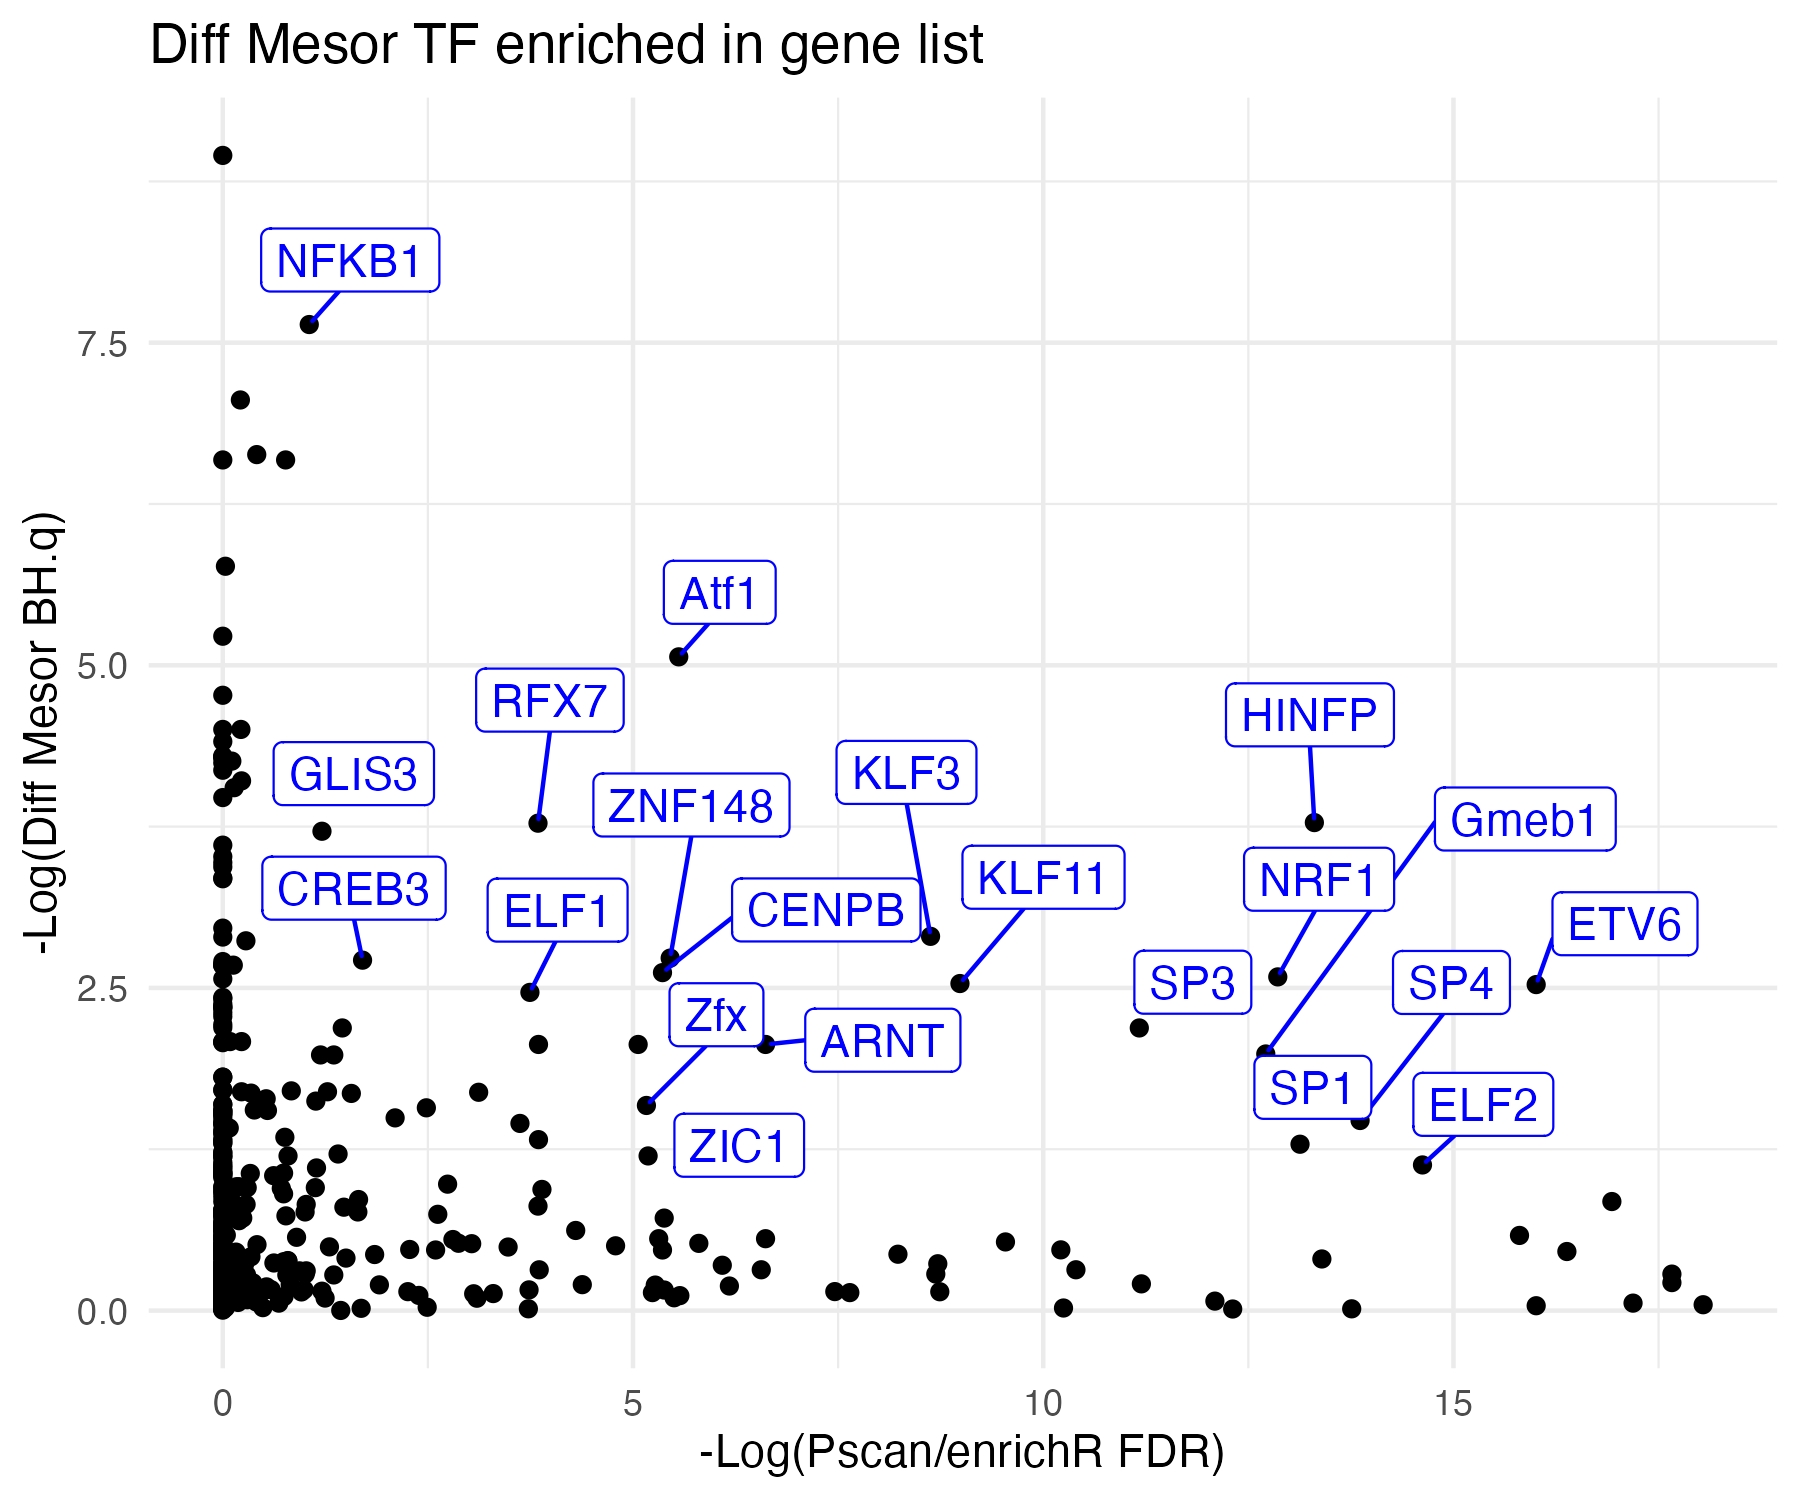 Diff Mesor TF enriched in gene list
-Log(Diff Mesor BH.q)
7.5
5.0
2.5
0.0
NFKB1
Atf1
RFX7
HINFP
GLIS3
ZNF148
KLF3
Gmeb1
CREB3
ELF1
CENPB
KLF11
NRF1
ETV6
SP3
SP4
Zfx
ARNT
SP1
ELF2
ZIC1
0
5
10
15
-Log(Pscan/enrichR FDR)